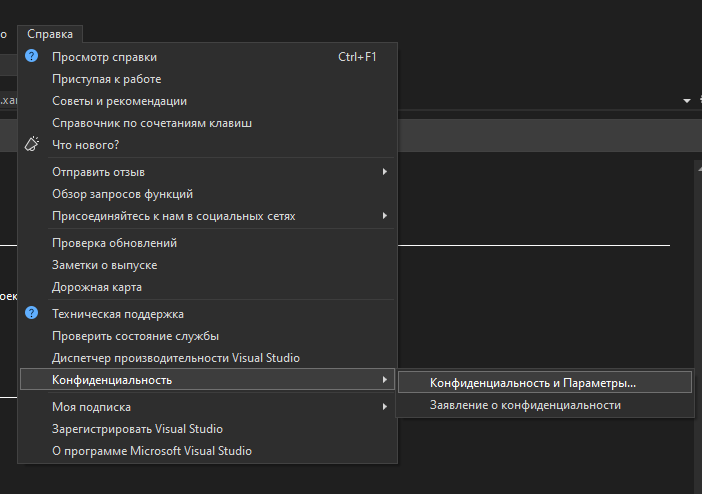 Справка
Просмотр справки Ctrl+F1
Приступая к работе
Советы и рекомендации
Справочник по сочетаниям клавиш
Что нового?
Отправить отзыв
Обзор запросов функций
Присоединяйтесь к нам в социальных сетях
Проверка обновлений
Заметки о выпуске
Дорожная карта
Техническая поддержка
Проверить состояние службы
Диспетчер производительности Visual Studio
Конфиденциальность
Конфиденциальность и Параметры...
Заявление о конфиденциальности
Моя подписка
Зарегистрировать Visual Studio
О программе Microsoft Visual Studio